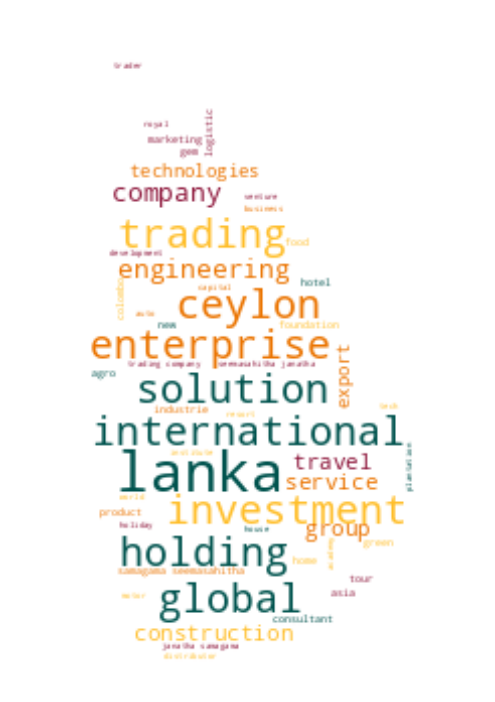 trader
royal
logistic
marketing
gem
technologies
company
venture
business
trading
food
development
engineering
colombo
capital
hotel
ceylon
auto
new
foundation
enterprise
trading company
seemasahitha janatha
export
agro
solution
tech
industrie
resort
international
plantation
institute
lanka
travel
service
world
investment
product
holiday
house
group
academy
green
holding
home
samagama seemasahitha
tour
global
asia
motor
consultant
construction
janatha samagama
distributor